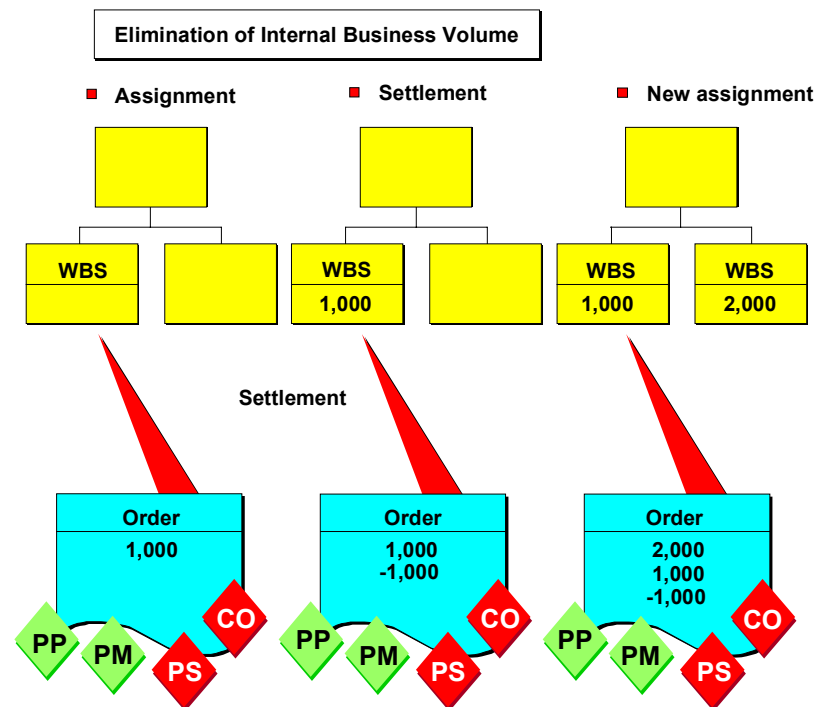 Elimination of Internal Business Volume
Assignment
Settlement
New assignment
WBS
WBS
1,000
WBS
1,000
WBS
2,000
Settlement
Order
1,000
PP
PM
PS
CO
Order
1,000
-1,000
PP
PM
PS
CO
Order
2,000
1,000
-1,000
PP
PM
PS
CO